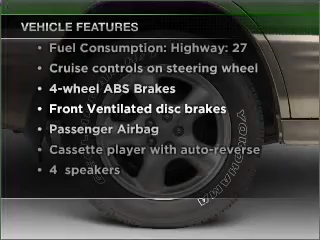 VEHICLE FEATURES
• Fuel Consumption: Highway: 27
• Cruise controls on steering wheel
• 4-wheel ABS Brakes
• Front Ventilated disc brakes
• Passenger Airbag
• Cassette player with auto-reverse
• 4 speakers
YOKOHAMA